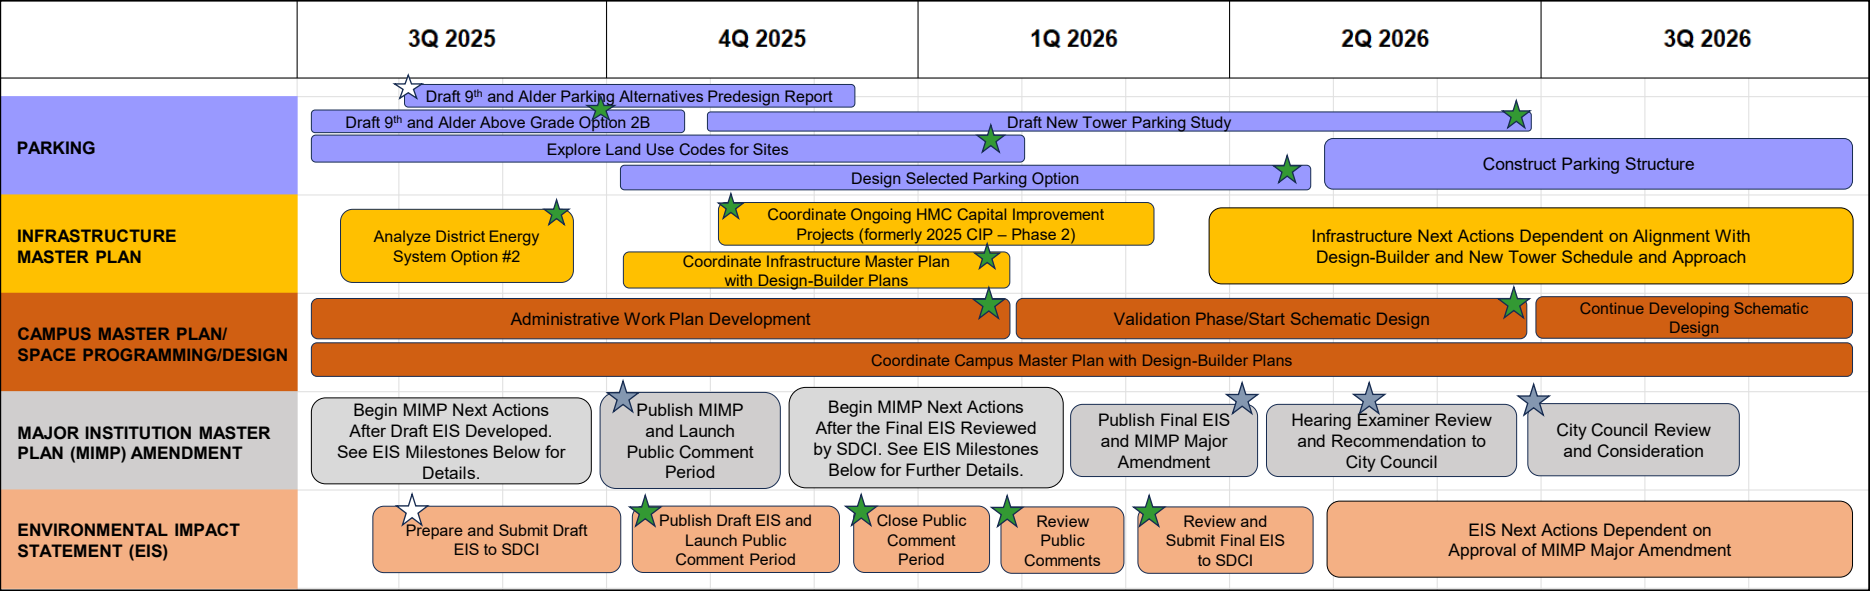 3Q 2025
4Q 2025
1Q 2026
2Q 2026
3Q 2026
PARKING
Draft 9th and Alder Parking Alternatives Predesign Report
Draft 9th and Alder Above Grade Option 2B
Draft New Tower Parking Study
Explore Land Use Codes for Sites
Design Selected Parking Option
Construct Parking Structure
INFRASTRUCTURE
MASTER PLAN
Analyze District Energy
System Option #2
Coordinate Ongoing HMC Capital Improvement
Projects (formerly 2025 CIP – Phase 2)
Coordinate Infrastructure Master Plan
with Design-Builder Plans
Infrastructure Next Actions Dependent on Alignment With
Design-Builder and New Tower Schedule and Approach
CAMPUS MASTER PLAN/
SPACE PROGRAMMING/DESIGN
Administrative Work Plan Development
Validation Phase/Start Schematic Design
Continue Developing Schematic
Design
Coordinate Campus Master Plan with Design-Builder Plans
MAJOR INSTITUTION MASTER
PLAN (MIMP) AMENDMENT
Begin MIMP Next Actions
After Draft EIS Developed.
See EIS Milestones Below for
Details.
Publish MIMP
and Launch
Public Comment
Period
Begin MIMP Next Actions
After the Final EIS Reviewed
by SDCI. See EIS Milestones
Below for Further Details.
Publish Final EIS
and MIMP Major
Amendment
Hearing Examiner Review
and Recommendation to
City Council
City Council Review
and Consideration
ENVIRONMENTAL IMPACT
STATEMENT (EIS)
Prepare and Submit Draft
EIS to SDCI
Publish Draft EIS and
Launch Public
Comment Period
Close Public
Comment
Period
Review
Public
Comments
Review and
Submit Final EIS
to SDCI
EIS Next Actions Dependent on
Approval of MIMP Major Amendment